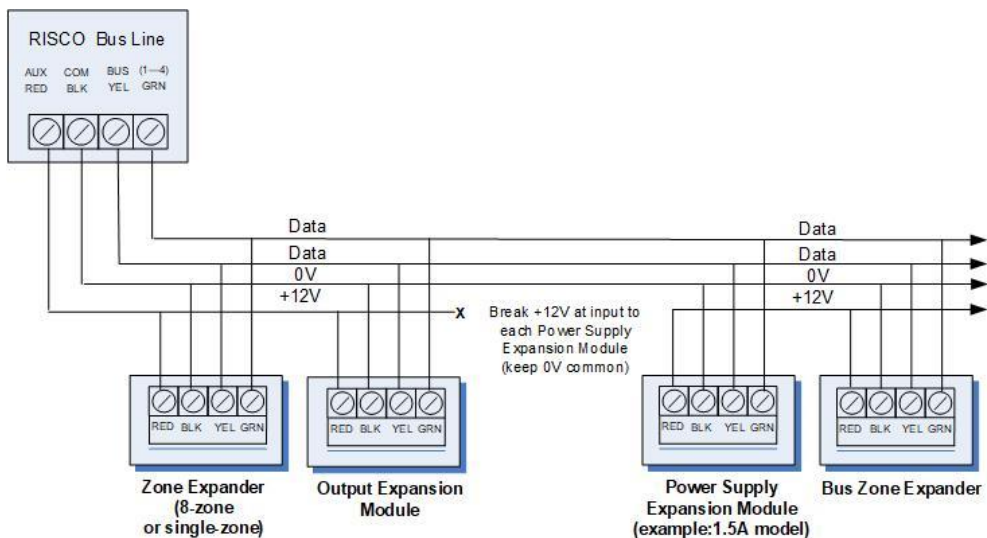 RISCO Bus Line
AUX COM BUS (1—4)
RED BLK YEL GRN
Data
Data
0V
+12V
x
Break +12V at input to
each Power Supply
Expansion Module
(keep 0V common)
Data
Data
0V
+12V
RED BLK YEL GRN
RED BLK YEL GRN
RED BLK YEL GRN
RED BLK YEL GRN
Zone Expander
(8-zone
or single-zone)
Output Expansion
Module
Power Supply
Expansion Module
(example:1.5A model)
Bus Zone Expander